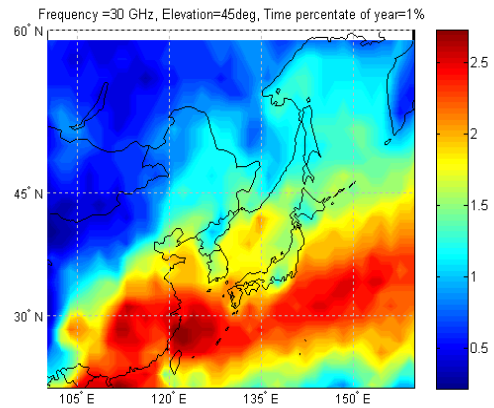 Frequency =30 GHz, Elevation=45deg, Time percentate of year=1%
60° N
45° N
30° N
105° E
120° E
135° E
150° E
2.5
2
1.5
1
0.5